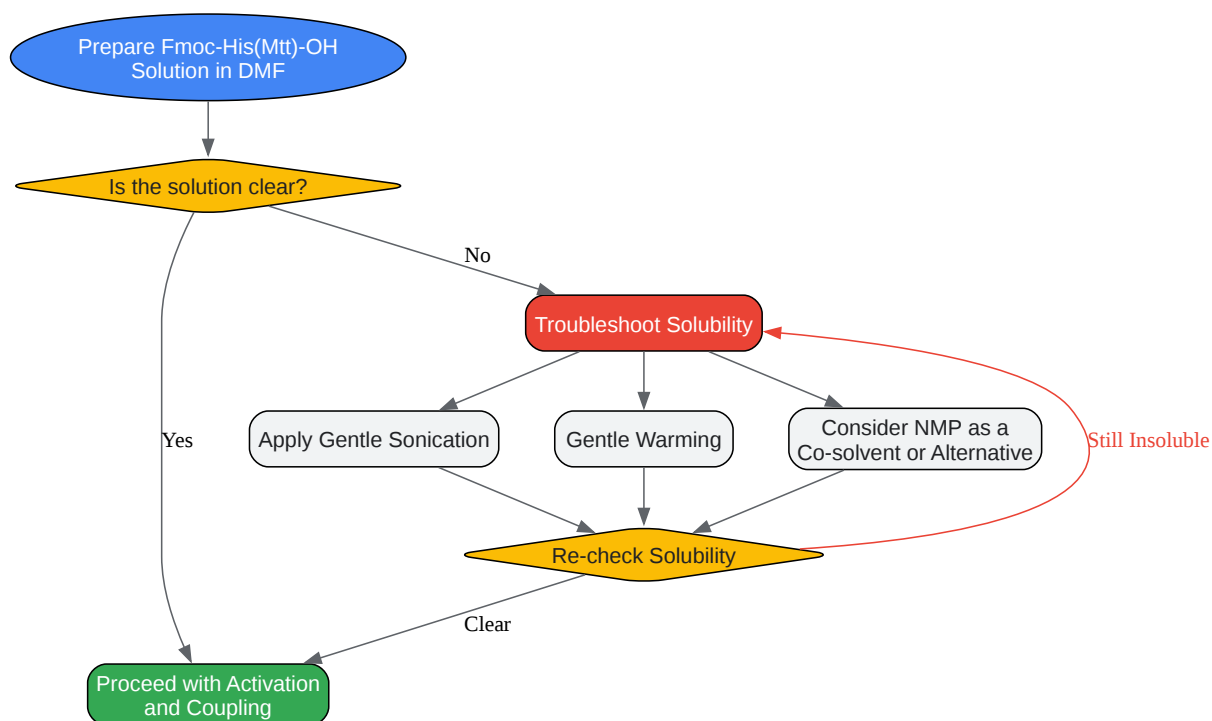 Prepare Fmoc-His(Mtt)-OH
Solution in DMF
Is the solution clear?
No
Troubleshoot Solubility
Apply Gentle Sonication
Gentle Warming
Consider NMP as a
Co-solvent or Alternative
Yes
Still Insoluble
Re-check Solubility
Clear
Proceed with Activation
and Coupling